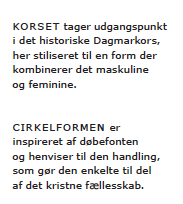 KORSET tager udgangspunkt
i det historiske Dagmarkors,
her stiliseret til en form der
kombinerer det maskuline
og feminine.
CIRKELFORMEN er
inspireret af døbefonten
og henviser til den handling,
som gør den enkelte til del
af det kristne fællesskab.